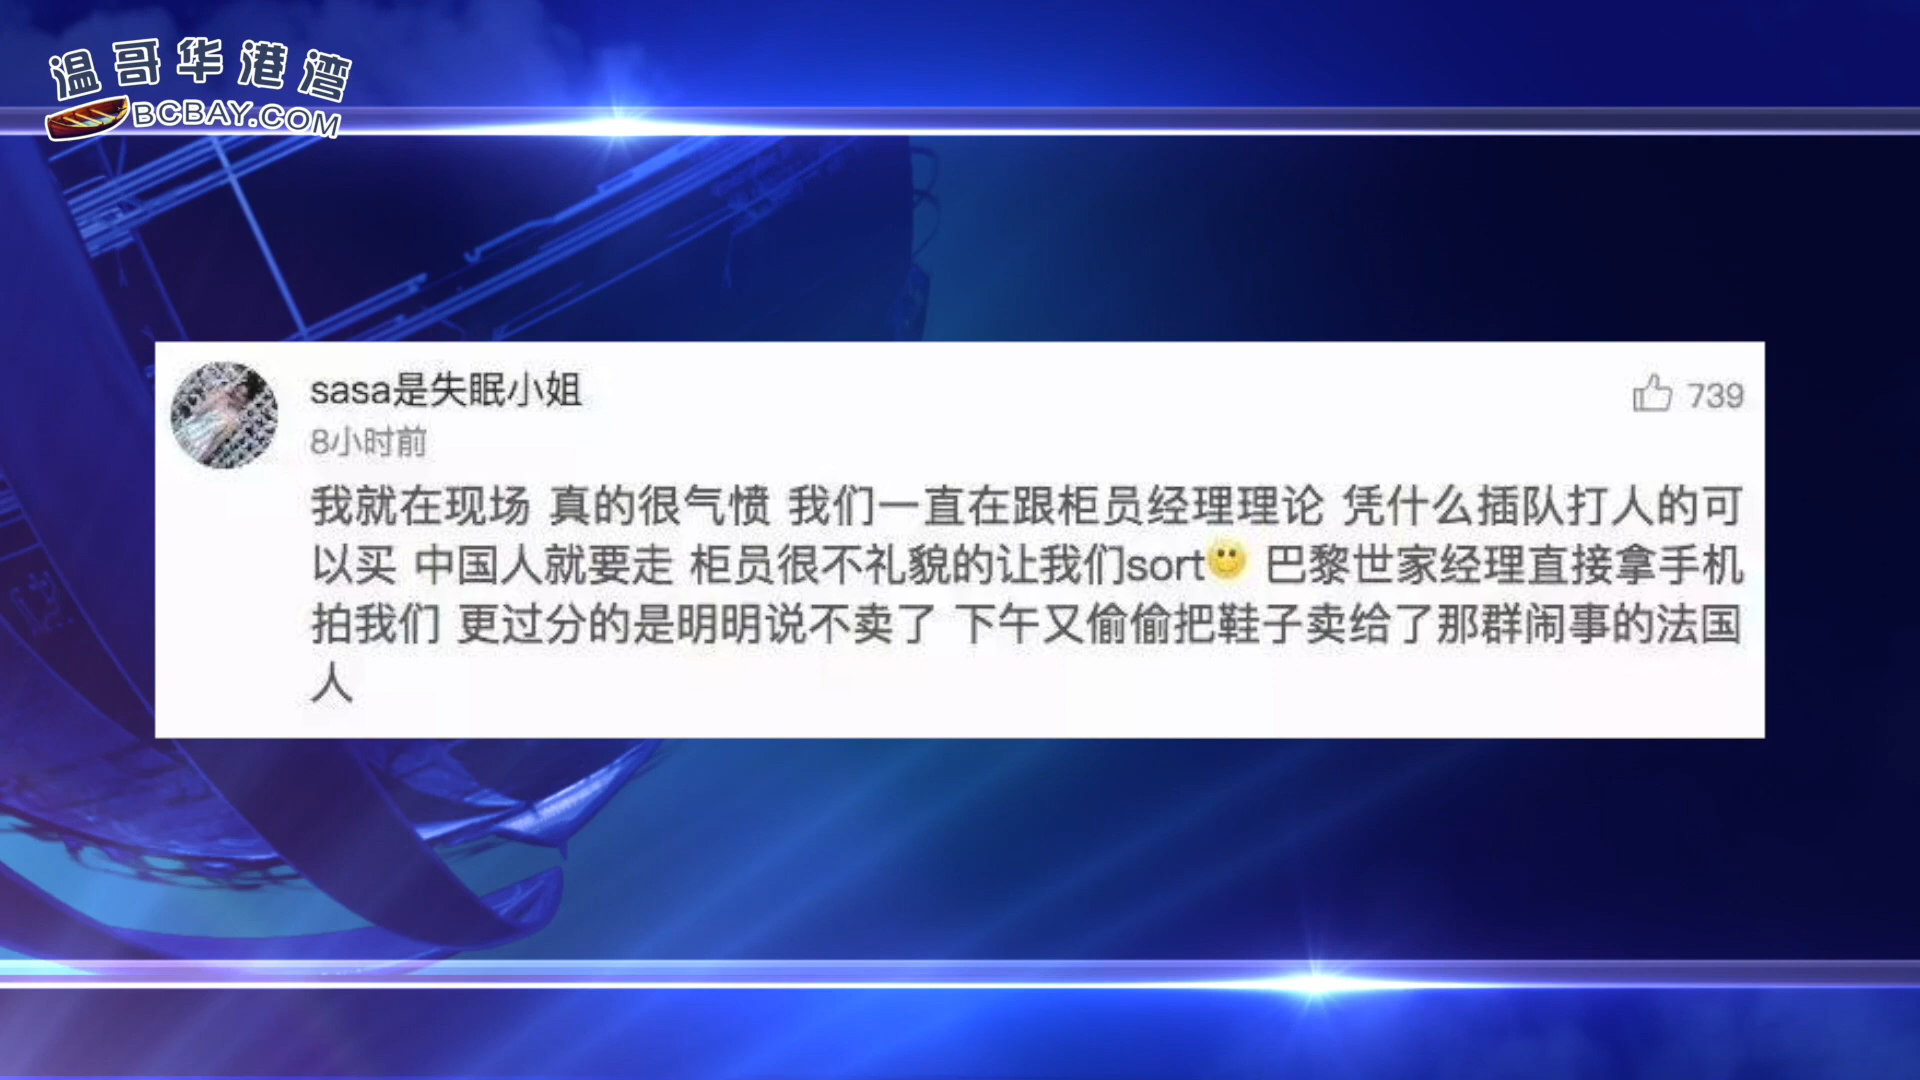 温哥华港湾
BCBAY.COM
sasa是失眠小姐
739
8小时前
我就在现场 真的很气愤 我们一直在跟柜员经理理论 凭什么插队打人的可
以买 中国人就要走 柜员很不礼貌的让我们sort 巴黎世家经理直接拿手机
拍我们 更过分的是明明说不卖了 下午又偷偷把鞋子卖给了那群闹事的法国
人